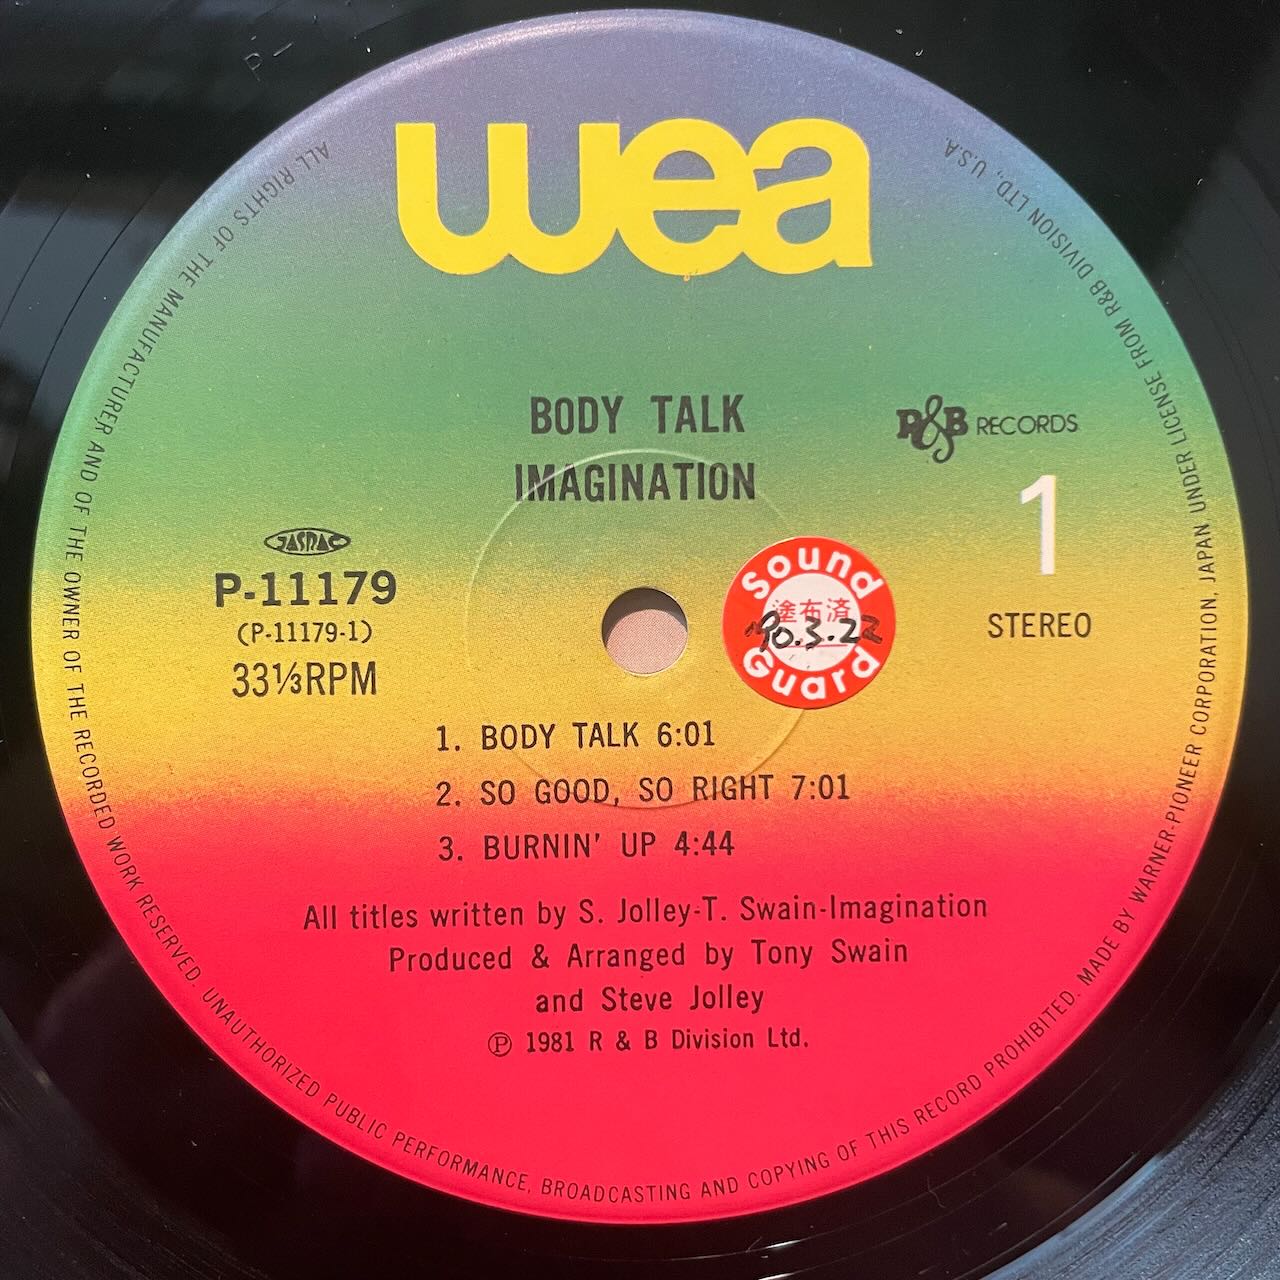 wea
BODY TALK
IMAGINATION
R&B RECORDS
1
STEREO
JASRAC
P-11179
(P-11179-1)
33⅓RPM
Sound
塗布済
'90.3.22
Guard
1. BODY TALK 6:01
2. SO GOOD, SO RIGHT 7:01
3. BURNIN' UP 4:44
All titles written by S. Jolley-T. Swain-Imagination
Produced & Arranged by Tony Swain
and Steve Jolley
Ⓟ 1981 R & B Division Ltd.
ALL RIGHTS OF THE MANUFACTURER AND OF THE OWNER OF THE RECORDED WORK RESERVED. UNAUTHORIZED PUBLIC PERFORMANCE, BROADCASTING AND COPYING OF THIS RECORD PROHIBITED. MADE BY WARNER-PIONEER CORPORATION, JAPAN UNDER LICENSE FROM R&B DIVISION LTD., U.S.A.